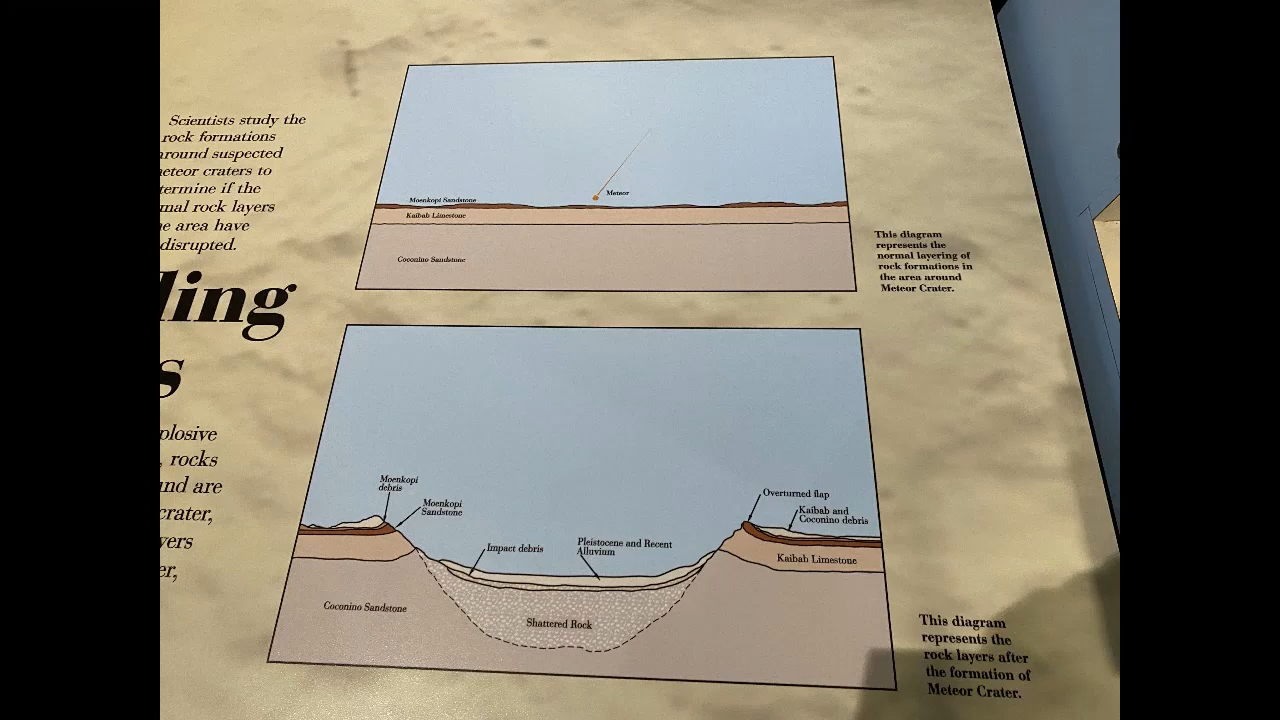 Scientists study the
rock formations
around suspected
meteor craters to
termine if the
mal rock layers
e area have
disrupted.
ling
s
plosive
, rocks
und are
crater,
vers
er,
Meteor
Moenkopi Sandstone
Kaibab Limestone
Coconino Sandstone
This diagram
represents the
normal layering of
rock formations in
the area around
Meteor Crater.
Moenkopi
debris
Moenkopi
Sandstone
Impact debris
Pleistocene and Recent
Alluvium
Overturned flap
Kaibab and
Coconino debris
Kaibab Limestone
Coconino Sandstone
Shattered Rock
This diagram
represents the
rock layers after
the formation of
Meteor Crater.